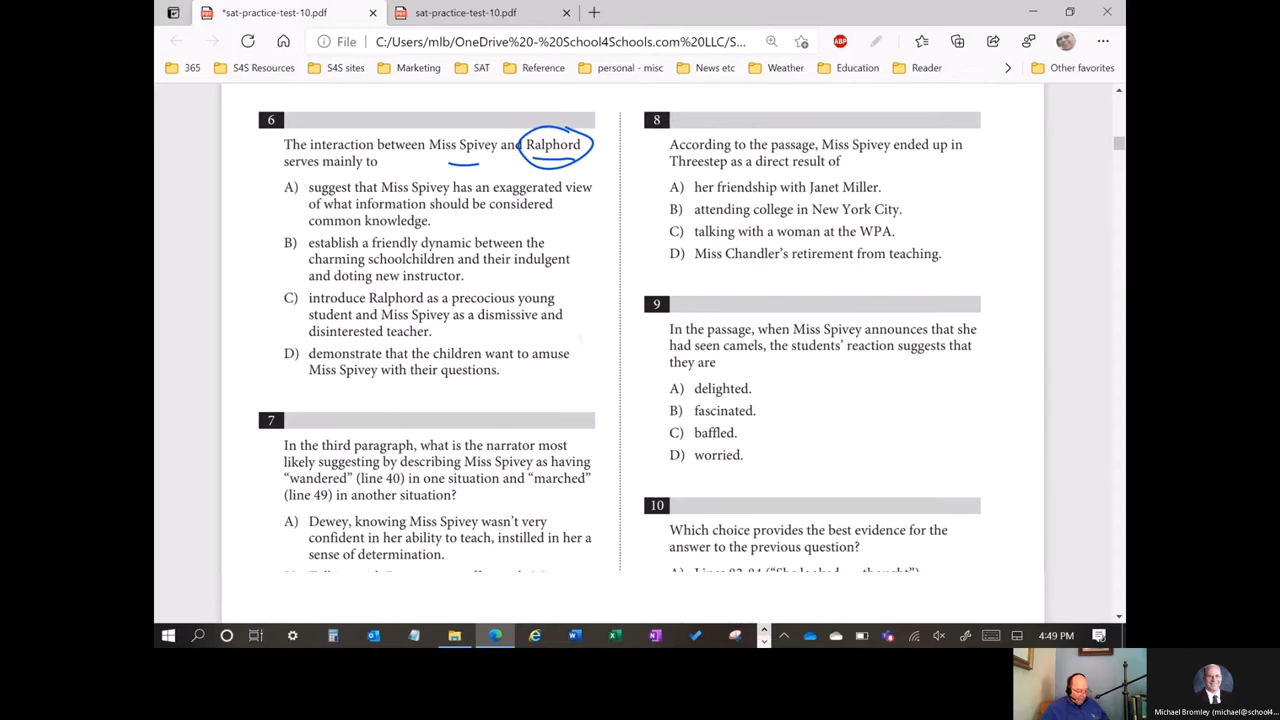 *sat-practice-test-10.pdf
sat-practice-test-10.pdf
File
C:/Users/mlb/OneDrive%20-%20School4Schools.com%20LLC/S...
ABP
365
S4S Resources
S4S sites
Marketing
SAT
Reference
personal - misc
News etc
Weather
Education
Reader
Other favorites
6
The interaction between Miss Spivey and Ralphord
serves mainly to
A) suggest that Miss Spivey has an exaggerated view
of what information should be considered
common knowledge.
B) establish a friendly dynamic between the
charming schoolchildren and their indulgent
and doting new instructor.
C) introduce Ralphord as a precocious young
student and Miss Spivey as a dismissive and
disinterested teacher.
D) demonstrate that the children want to amuse
Miss Spivey with their questions.
7
In the third paragraph, what is the narrator most
likely suggesting by describing Miss Spivey as having
“wandered” (line 40) in one situation and “marched”
(line 49) in another situation?
A) Dewey, knowing Miss Spivey wasn’t very
confident in her ability to teach, instilled in her a
sense of determination.
8
According to the passage, Miss Spivey ended up in
Threestep as a direct result of
A) her friendship with Janet Miller.
B) attending college in New York City.
C) talking with a woman at the WPA.
D) Miss Chandler’s retirement from teaching.
9
In the passage, when Miss Spivey announces that she
had seen camels, the students’ reaction suggests that
they are
A) delighted.
B) fascinated.
C) baffled.
D) worried.
10
Which choice provides the best evidence for the
answer to the previous question?
4:49 PM
Michael Bromley (michael@school4...